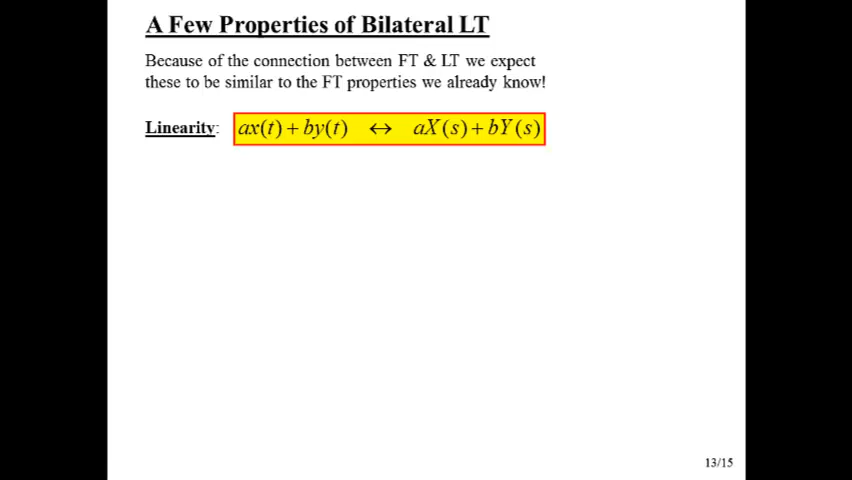 A Few Properties of Bilateral LT
Because of the connection between FT & LT we expect
these to be similar to the FT properties we already know!
Linearity: ax(t) + by(t) ↔ aX(s) + bY(s)
13/15